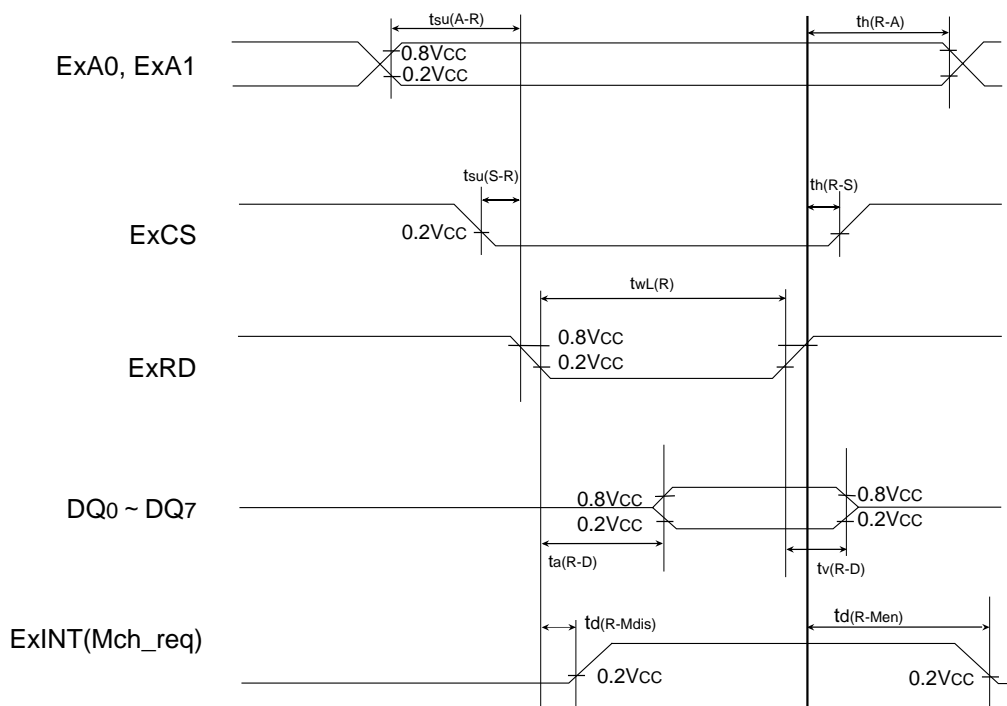 tsu(A-R)
th(R-A)
ExA0, ExA1
0.8VCC
0.2VCC
tsu(S-R)
th(R-S)
ExCS
0.2VCC
twL(R)
ExRD
0.8VCC
0.2VCC
DQ0 ~ DQ7
0.8VCC
0.2VCC
0.8VCC
0.2VCC
ta(R-D)
tv(R-D)
ExINT(Mch_req)
td(R-Mdis)
td(R-Men)
0.2VCC
0.2VCC